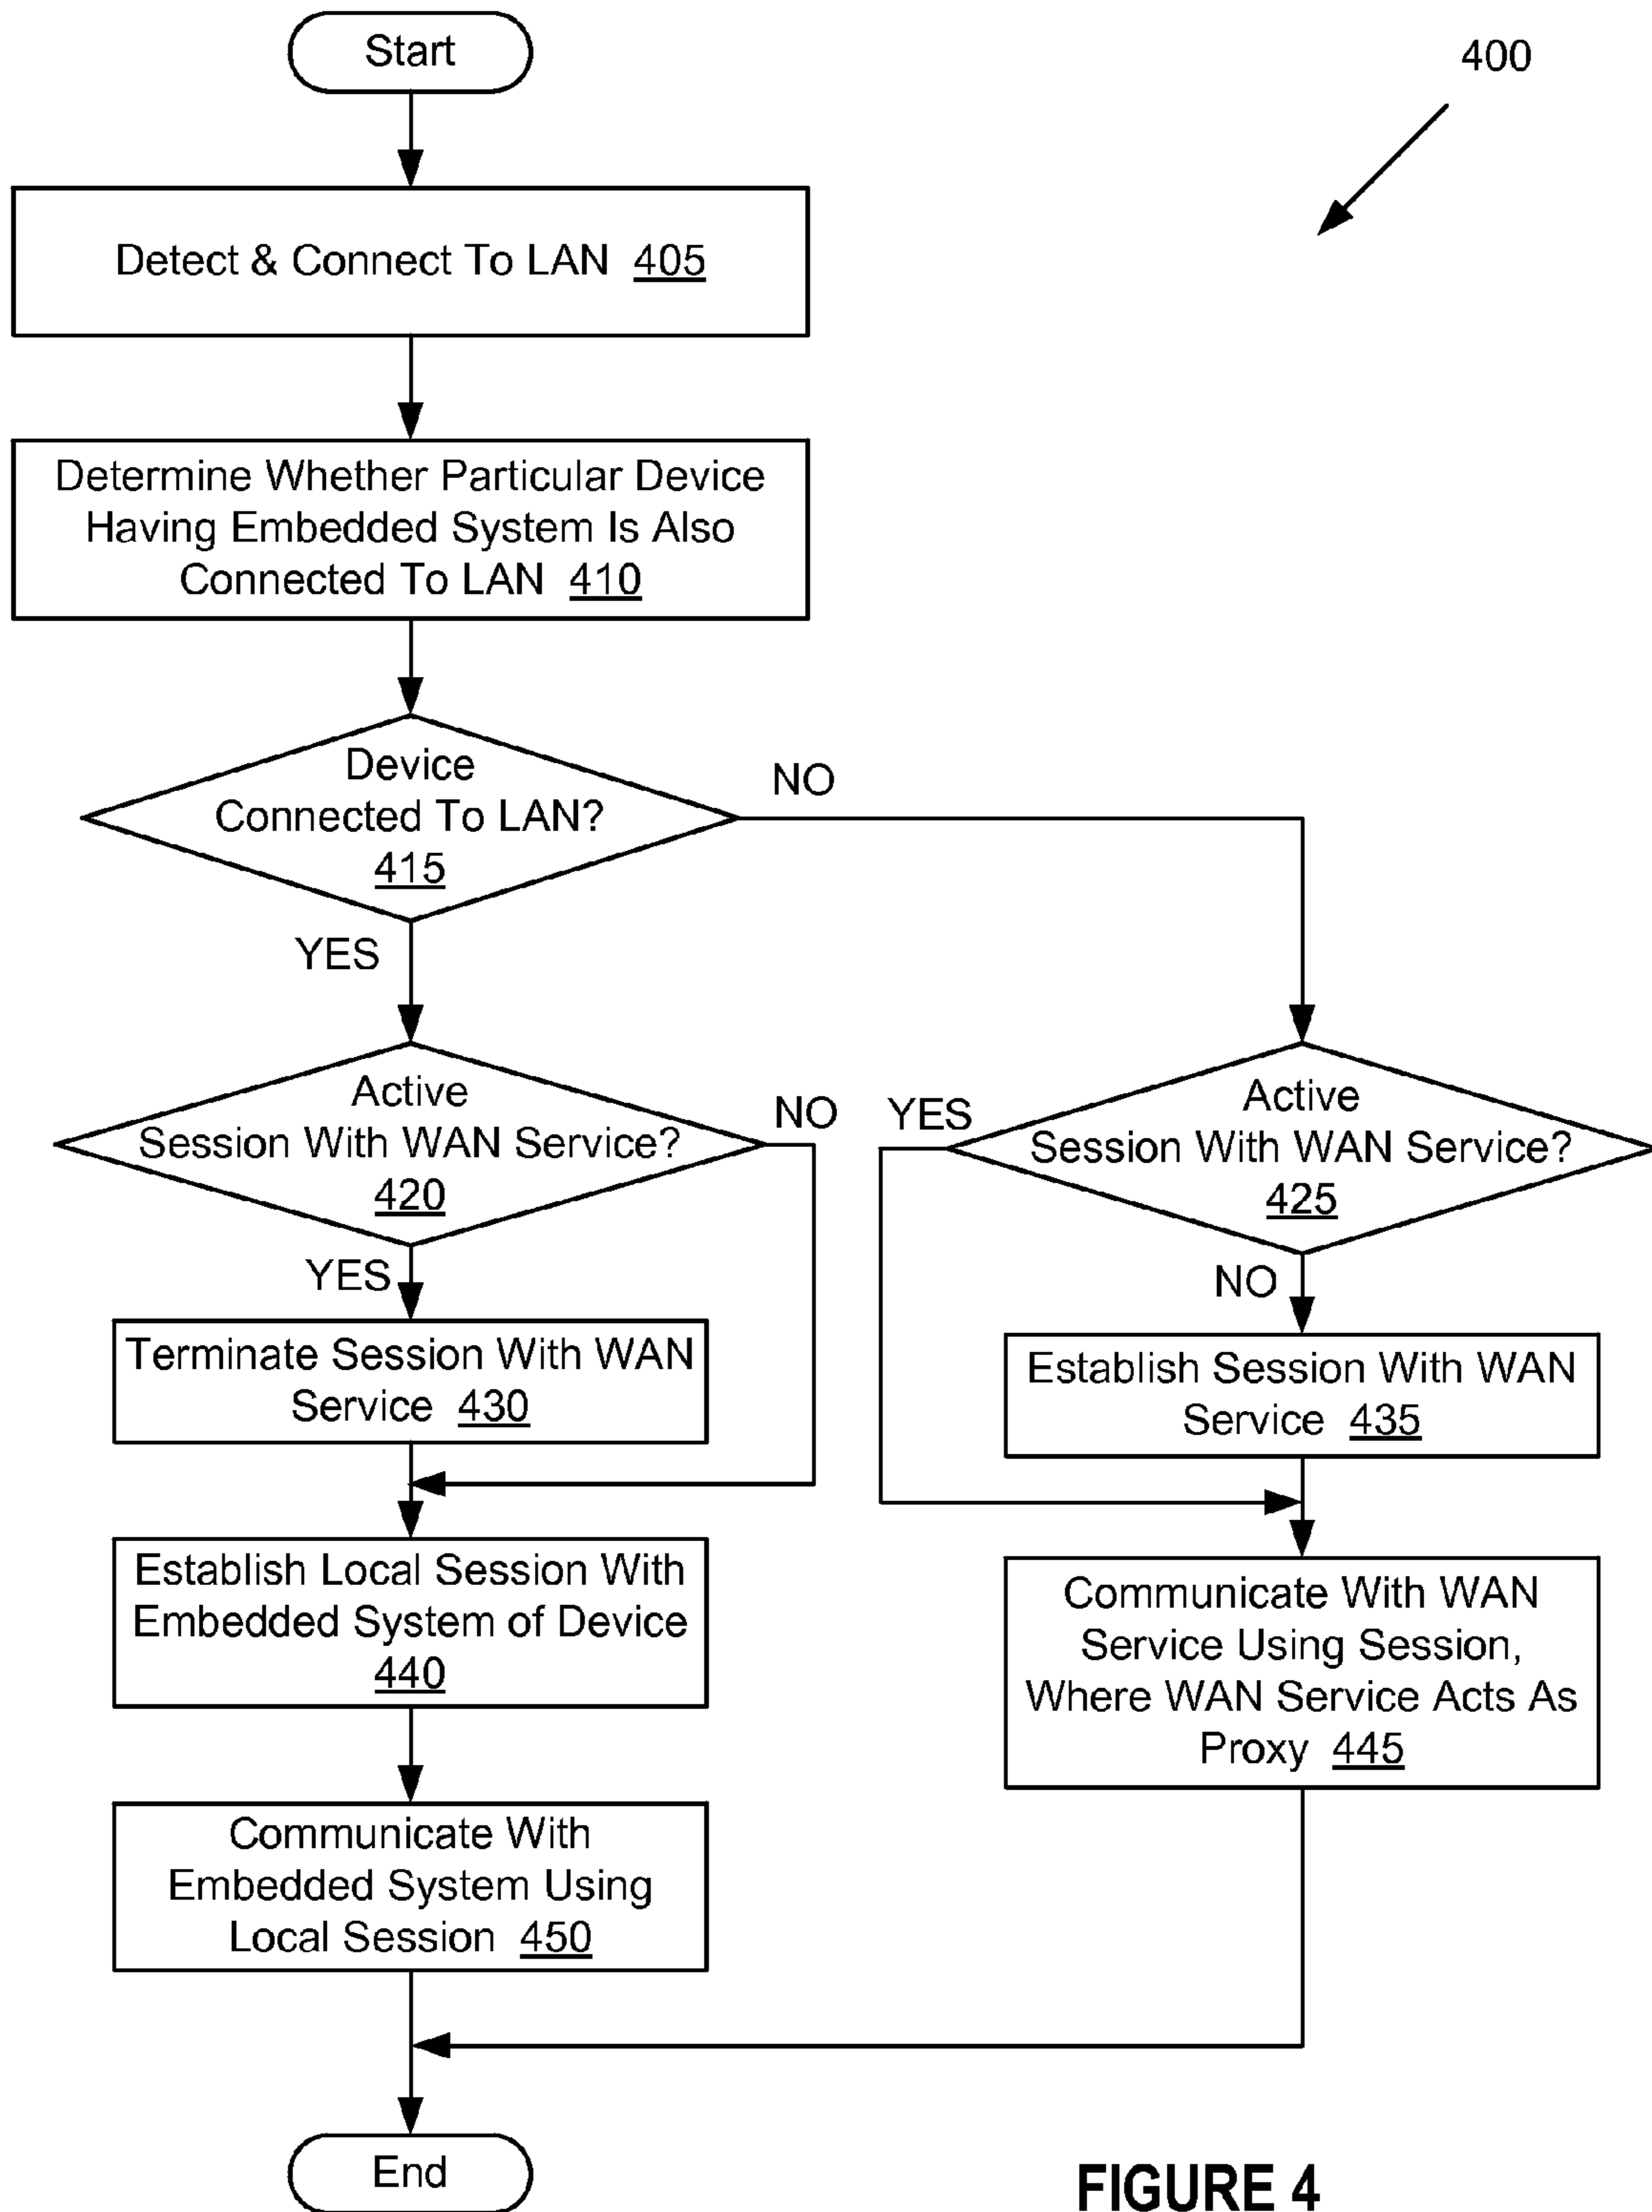 Start
400
Detect & Connect To LAN 405
Determine Whether Particular Device
Having Embedded System Is Also
Connected To LAN 410
Device
Connected To LAN?
415
NO
YES
Active
Session With WAN Service?
420
NO
YES
YES
Active
Session With WAN Service?
425
NO
Terminate Session With WAN
Service 430
Establish Session With WAN
Service 435
Establish Local Session With
Embedded System of Device
440
Communicate With WAN
Service Using Session,
Where WAN Service Acts As
Proxy 445
Communicate With
Embedded System Using
Local Session 450
End
FIGURE 4